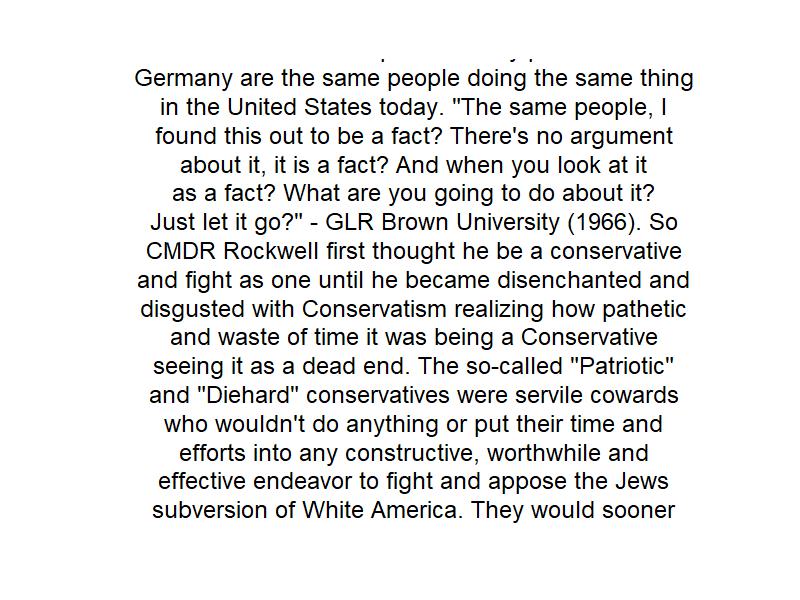 Germany are the same people doing the same thing
in the United States today. "The same people, I
found this out to be a fact? There's no argument
about it, it is a fact? And when you look at it
as a fact? What are you going to do about it?
Just let it go?" - GLR Brown University (1966). So
CMDR Rockwell first thought he be a conservative
and fight as one until he became disenchanted and
disgusted with Conservatism realizing how pathetic
and waste of time it was being a Conservative
seeing it as a dead end. The so-called "Patriotic"
and "Diehard" conservatives were servile cowards
who wouldn't do anything or put their time and
efforts into any constructive, worthwhile and
effective endeavor to fight and appose the Jews
subversion of White America. They would sooner